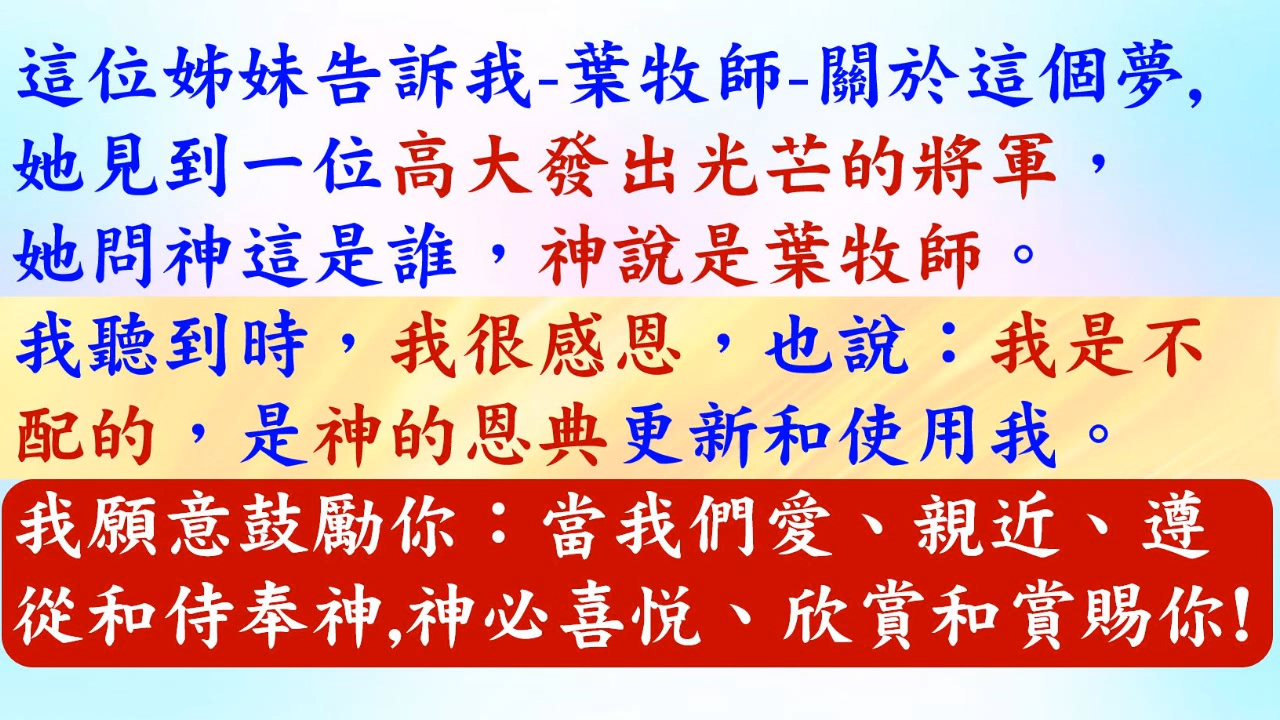 這位姊妹告訴我-葉牧師-關於這個夢,
她見到一位高大發出光芒的將軍，
她問神這是誰，神說是葉牧師。
我聽到時，我很感恩，也說：我是不
配的，是神的恩典更新和使用我。
我願意鼓勵你：當我們愛、親近、遵
從和侍奉神,神必喜悅、欣賞和賞賜你!